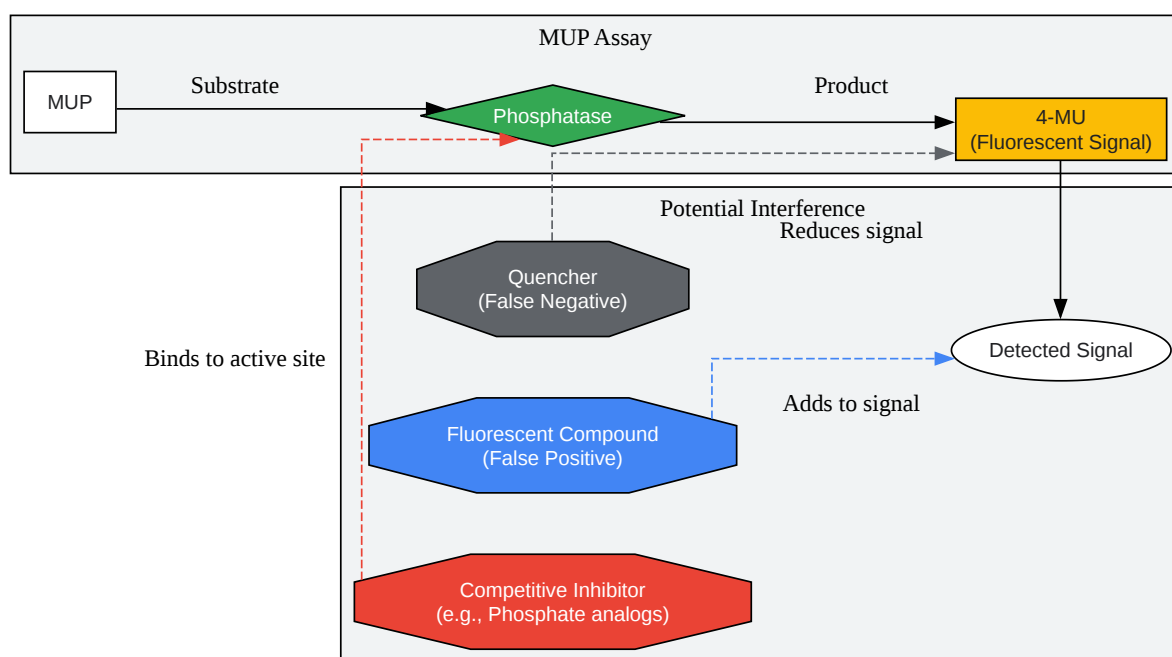 MUP Assay
MUP
Substrate
Phosphatase
Product
4-MU
(Fluorescent Signal)
Potential Interference
Reduces signal
Quencher
(False Negative)
Binds to active site
Detected Signal
Adds to signal
Fluorescent Compound
(False Positive)
Competitive Inhibitor
(e.g., Phosphate analogs)